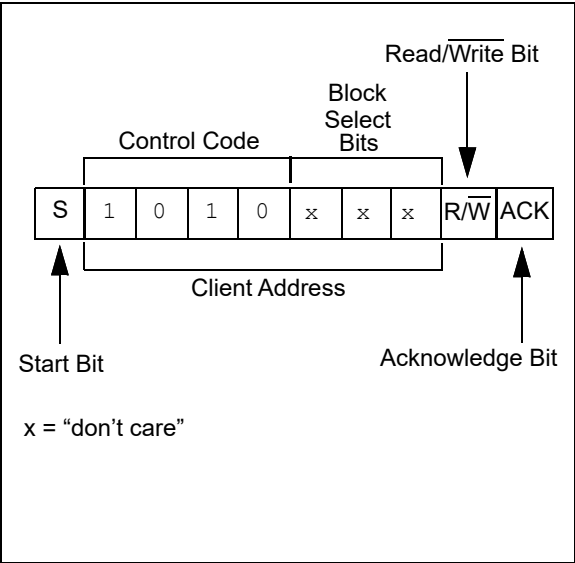 Read/Write Bit
Block
Select
Bits
Control Code
S 1 0 1 0 x x x R/W ACK
Client Address
Start Bit
Acknowledge Bit
x = “don’t care”